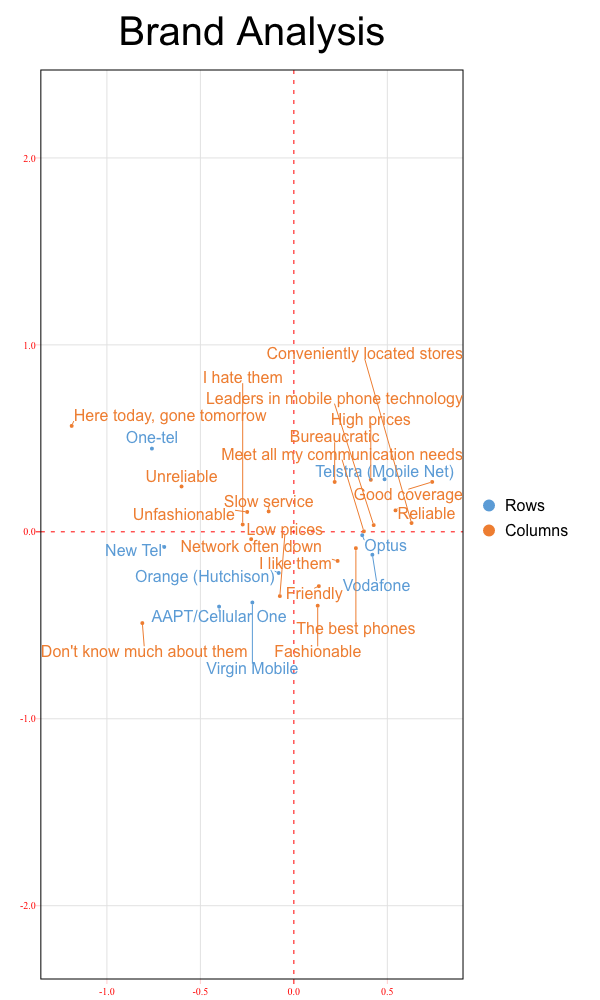 Brand Analysis
2.0
1.0
0.0
-1.0
-2.0
Conveniently located stores
I hate them
Leaders in mobile phone technology
Here today, gone tomorrow
High prices
One-tel
Bureaucratic
Meet all my communication needs
Unreliable
Telstra (Mobile Net)
Good coverage
Slow service
Unfashionable
Reliable
Low prices
New Tel
Network often down
Optus
I like them
Orange (Hutchison)
Vodafone
Friendly
AAPT/Cellular One
The best phones
Don't know much about them
Fashionable
Virgin Mobile
Rows
Columns
-1.0
-0.5
0.0
0.5